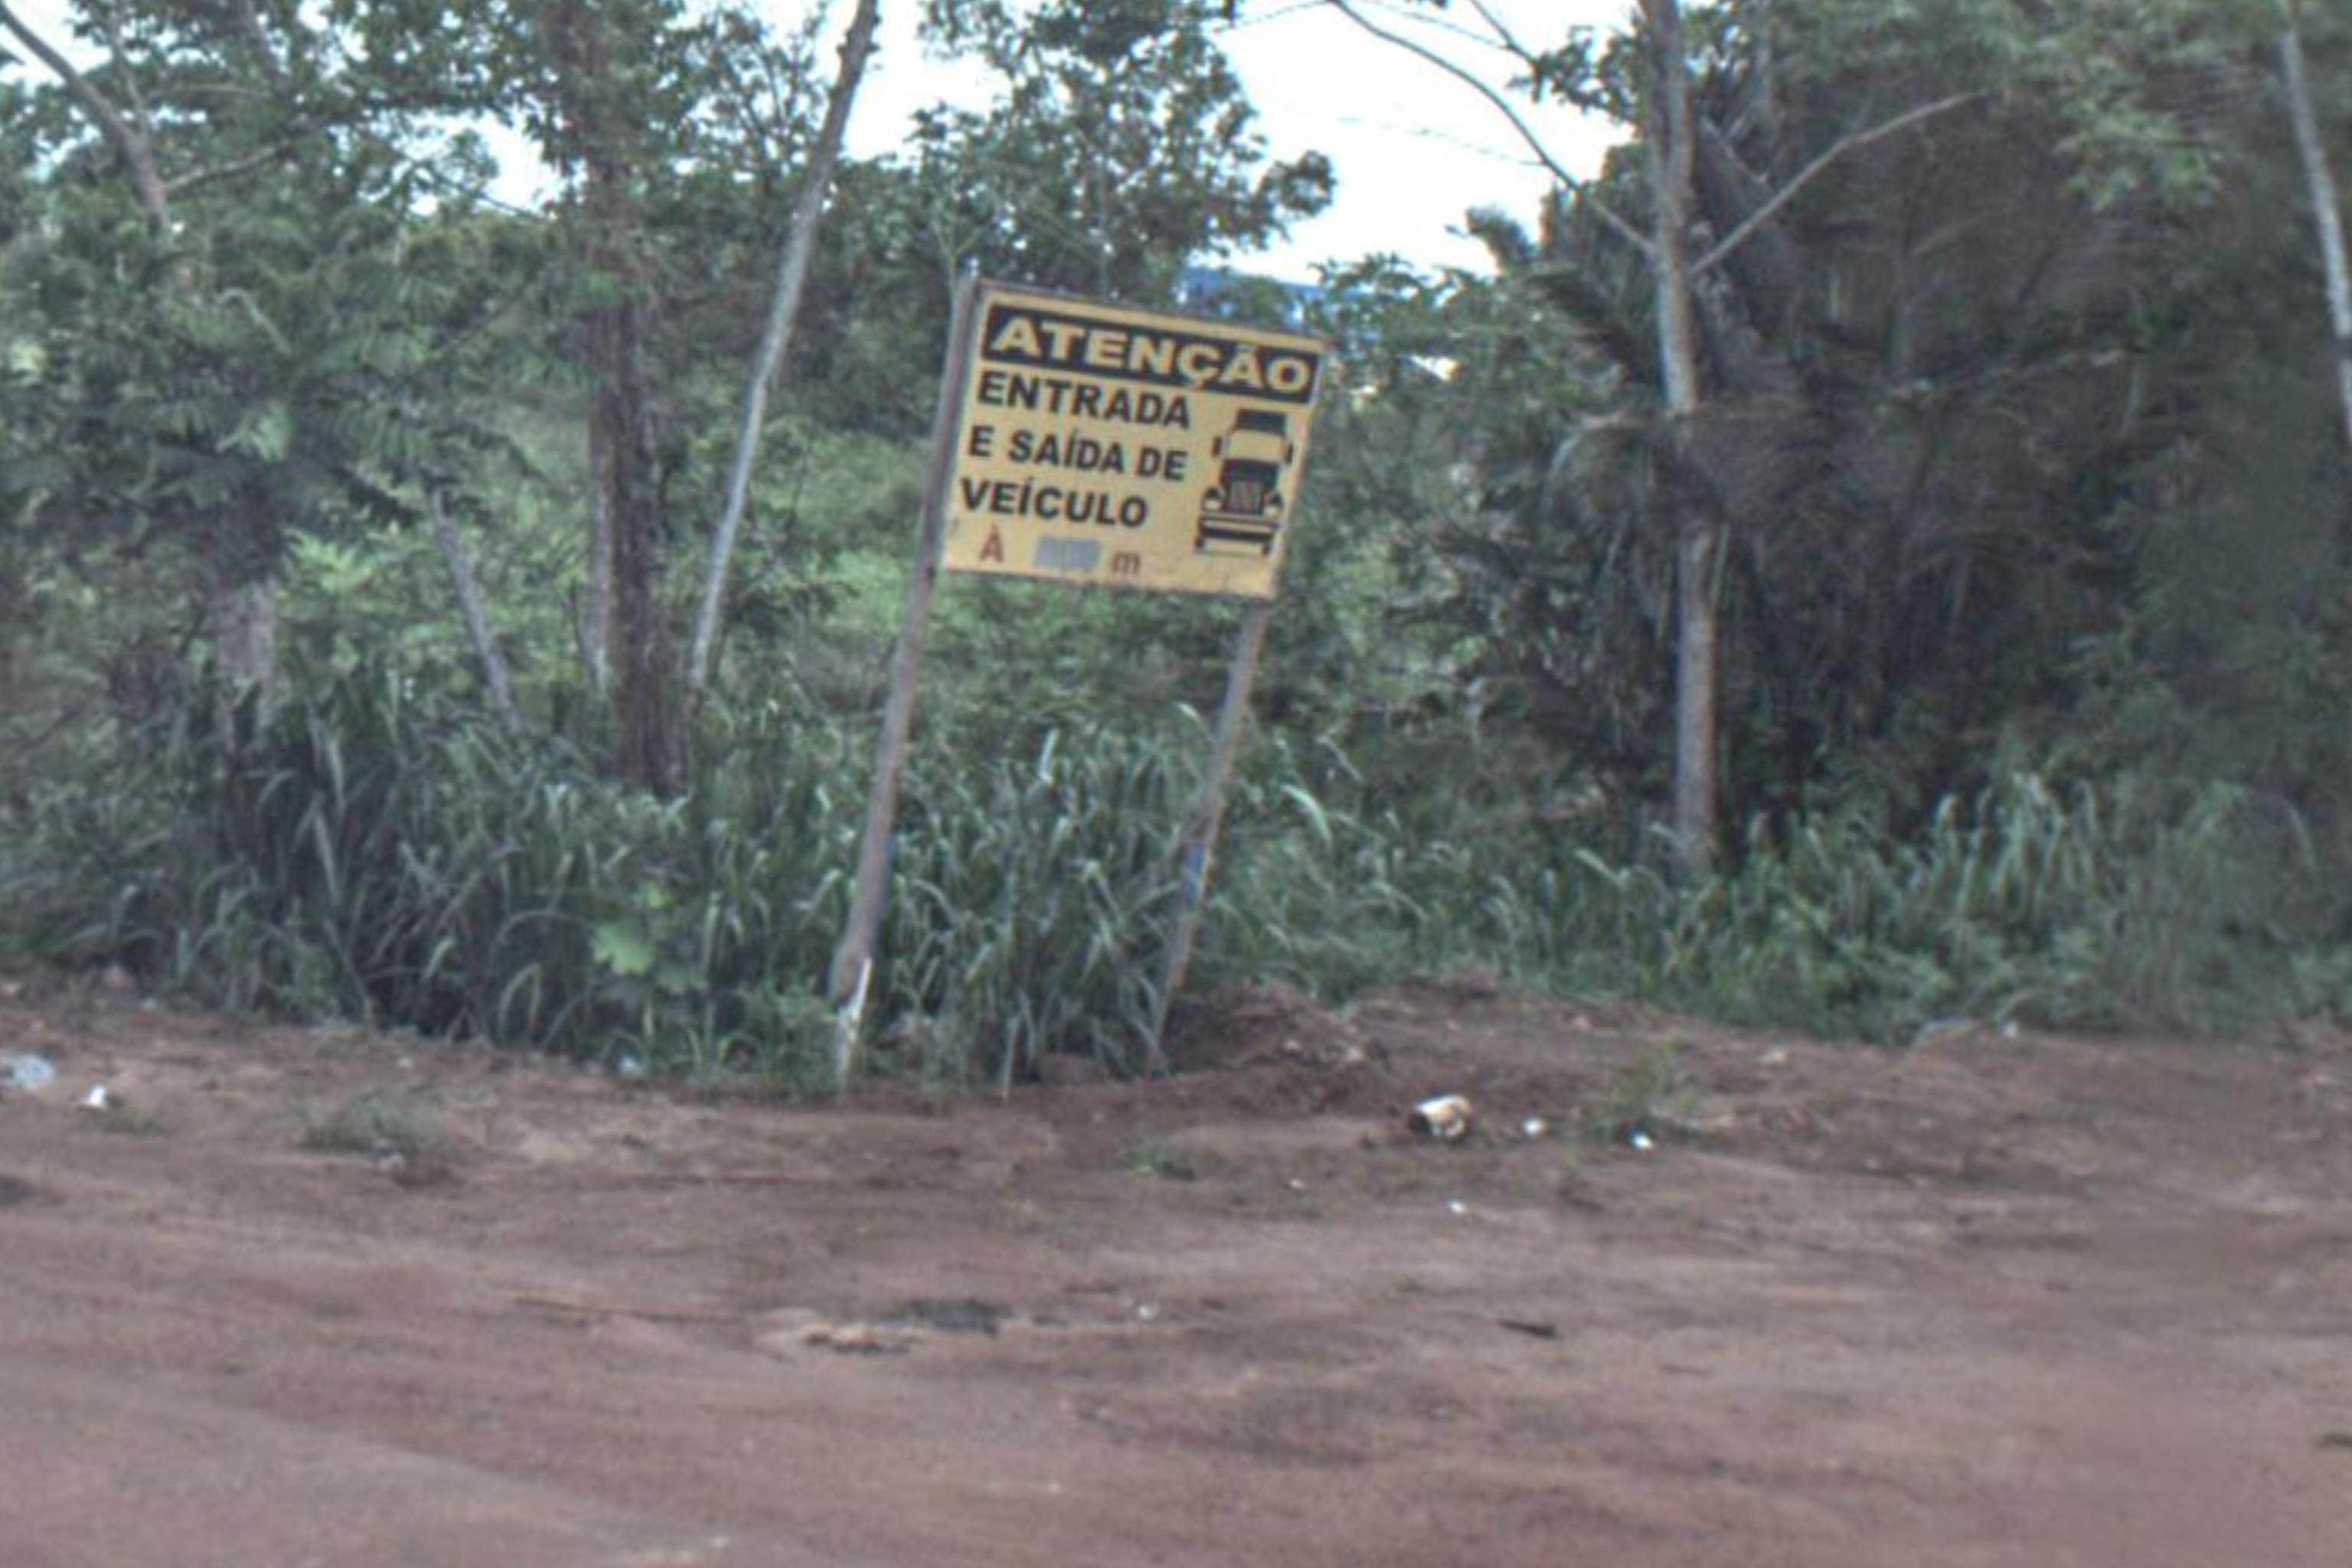 ATENÇÃO
ENTRADA
E SAÍDA DE
VEÍCULO
À m